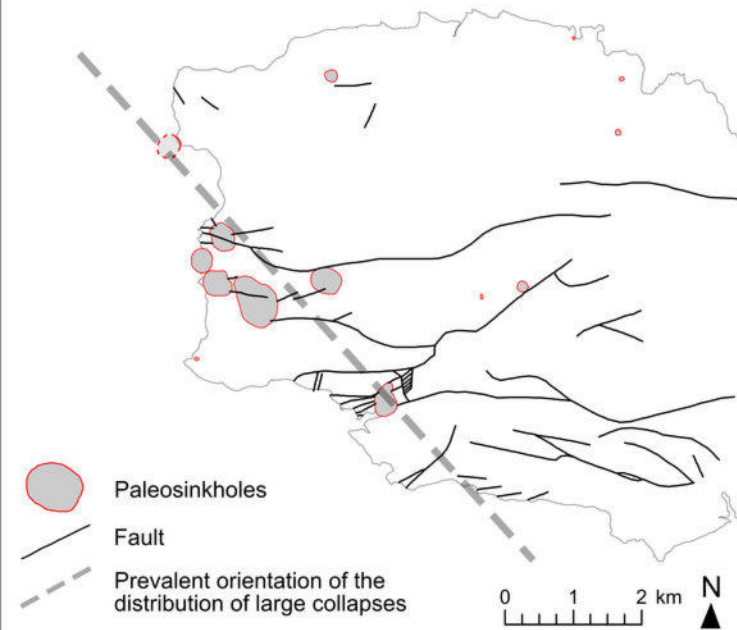 Paleosinkholes
Fault
Prevalent orientation of the
distribution of large collapses
0 1 2 km
N